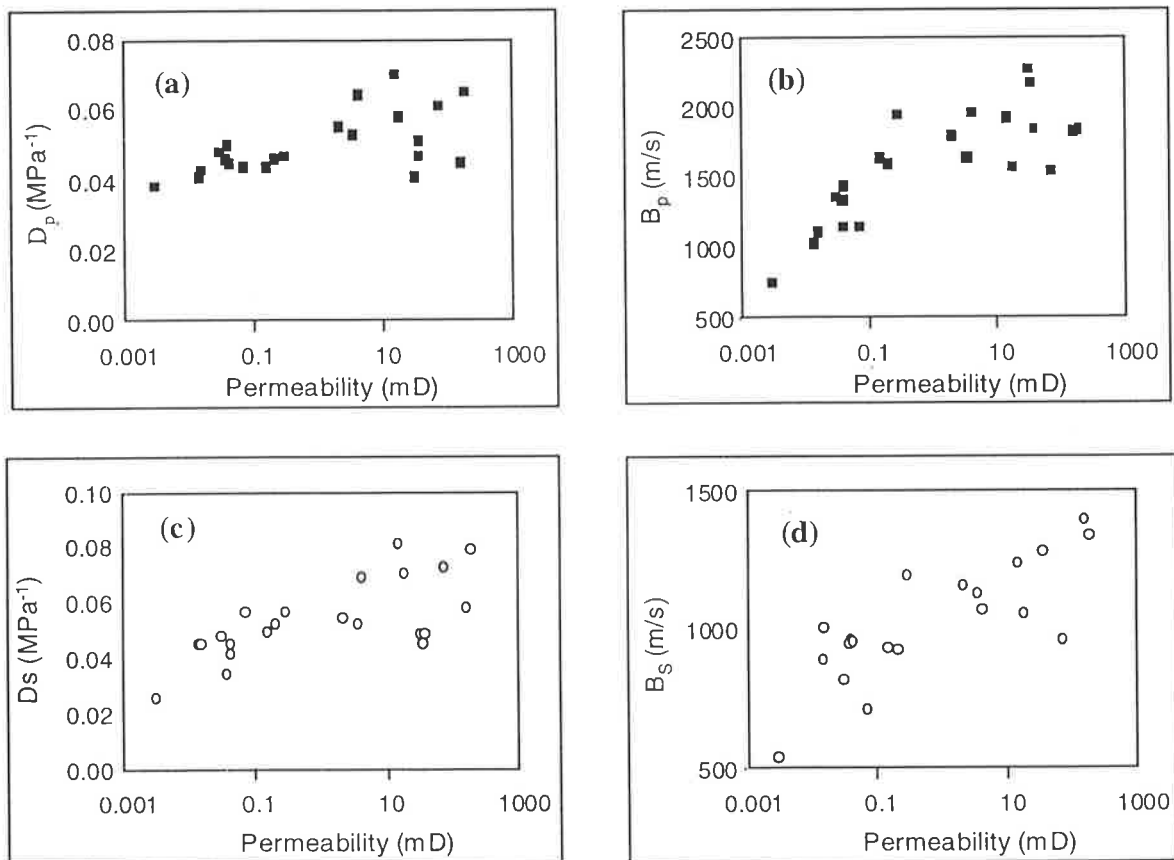 (a)
D_p (MPa⁻¹)
0.08
0.06
0.04
0.02
0.00
0.001 0.1 10 1000
Permeability (mD)
(b)
B_p (m/s)
2500
2000
1500
1000
500
0.001 0.1 10 1000
Permeability (mD)
(c)
Ds (MPa⁻¹)
0.10
0.08
0.06
0.04
0.02
0.00
0.001 0.1 10 1000
Permeability (mD)
(d)
B_S (m/s)
1500
1000
500
0.001 0.1 10 1000
Permeability (mD)